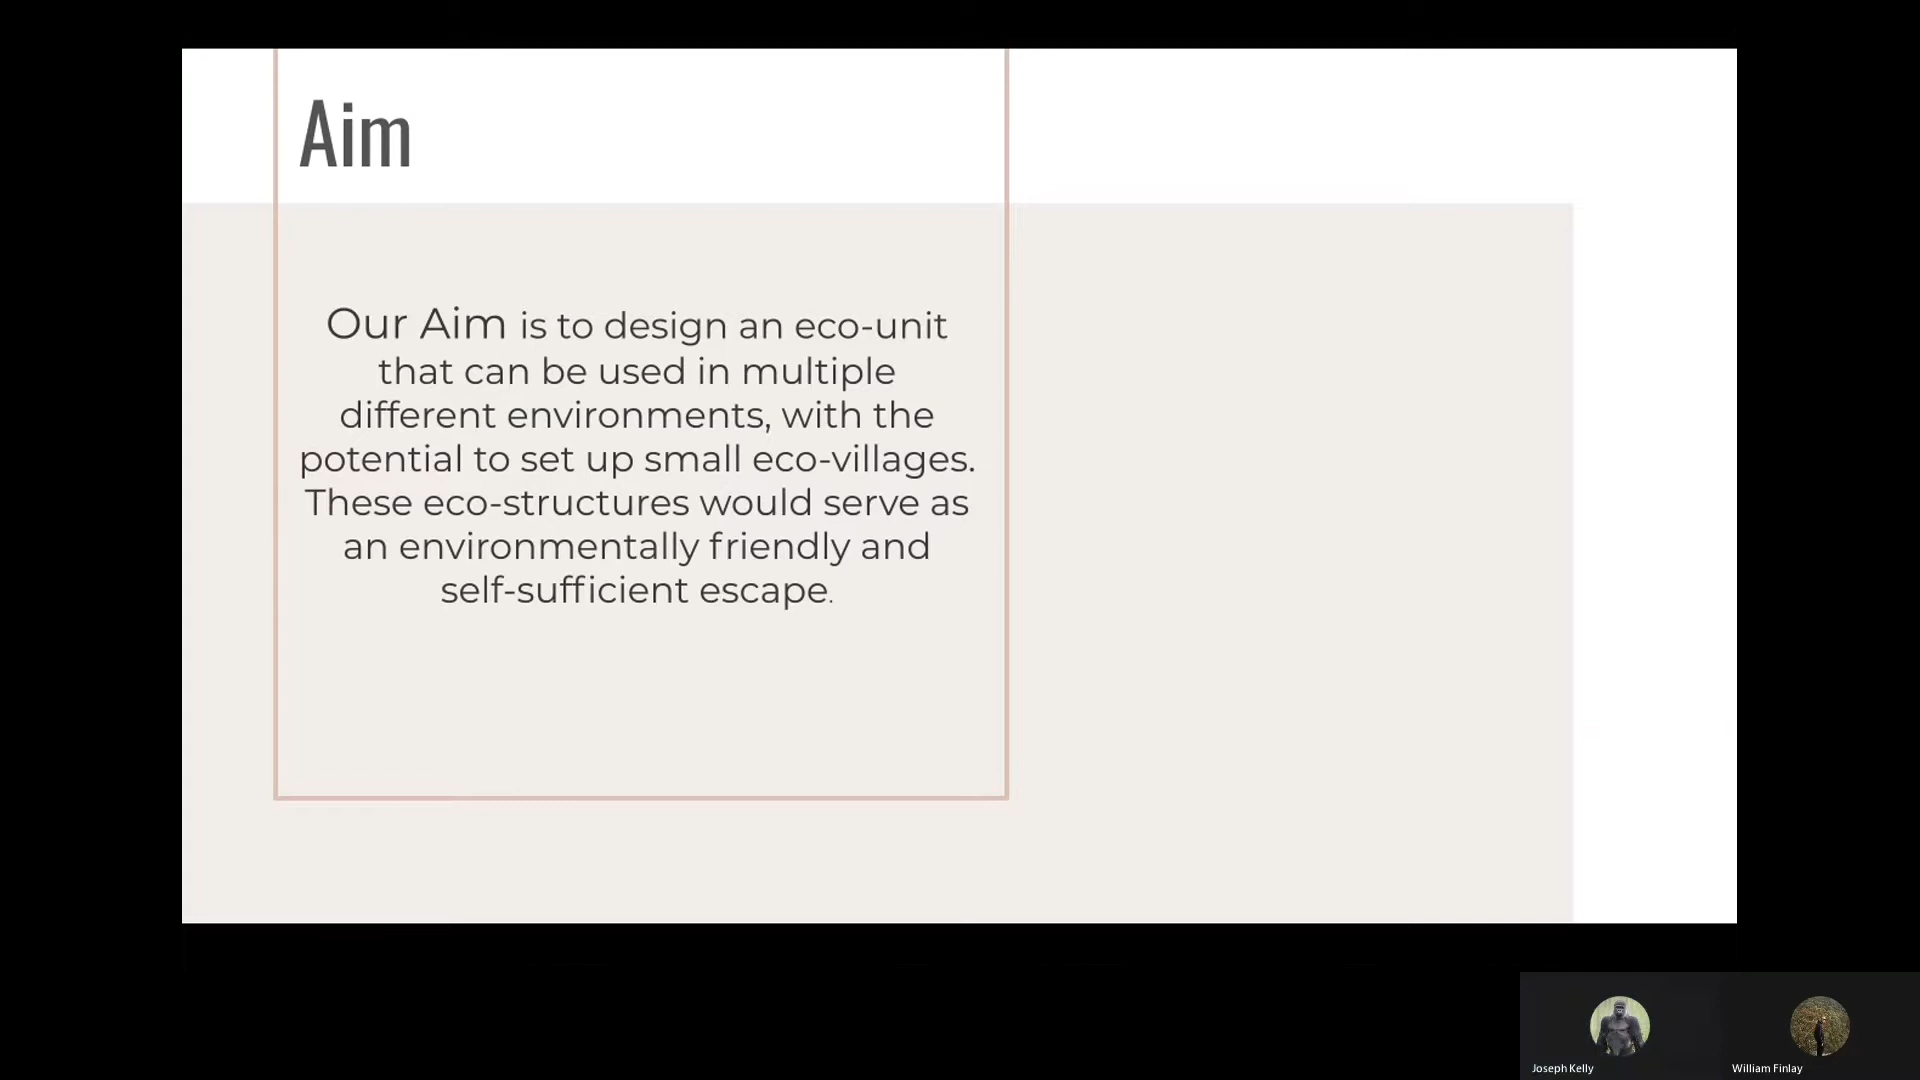 Aim
Our Aim is to design an eco-unit
that can be used in multiple
different environments, with the
potential to set up small eco-villages.
These eco-structures would serve as
an environmentally friendly and
self-sufficient escape.
Joseph Kelly
William Finlay